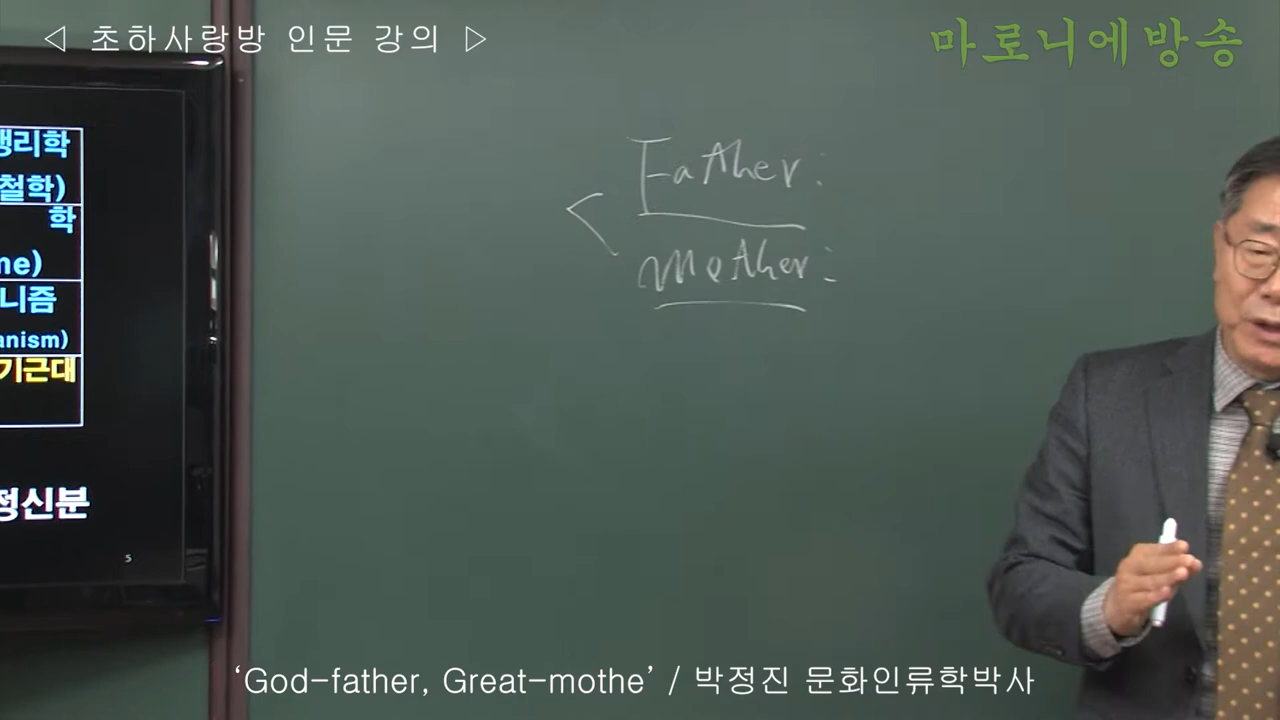 ◁ 초하사랑방 인문 강의 ▷
마로니에방송
리학
철학)
학
me)
니즘
anism)
기근대
정신분
5
Father:
Mother:
‘God-father, Great-mothe’ / 박정진 문화인류학박사